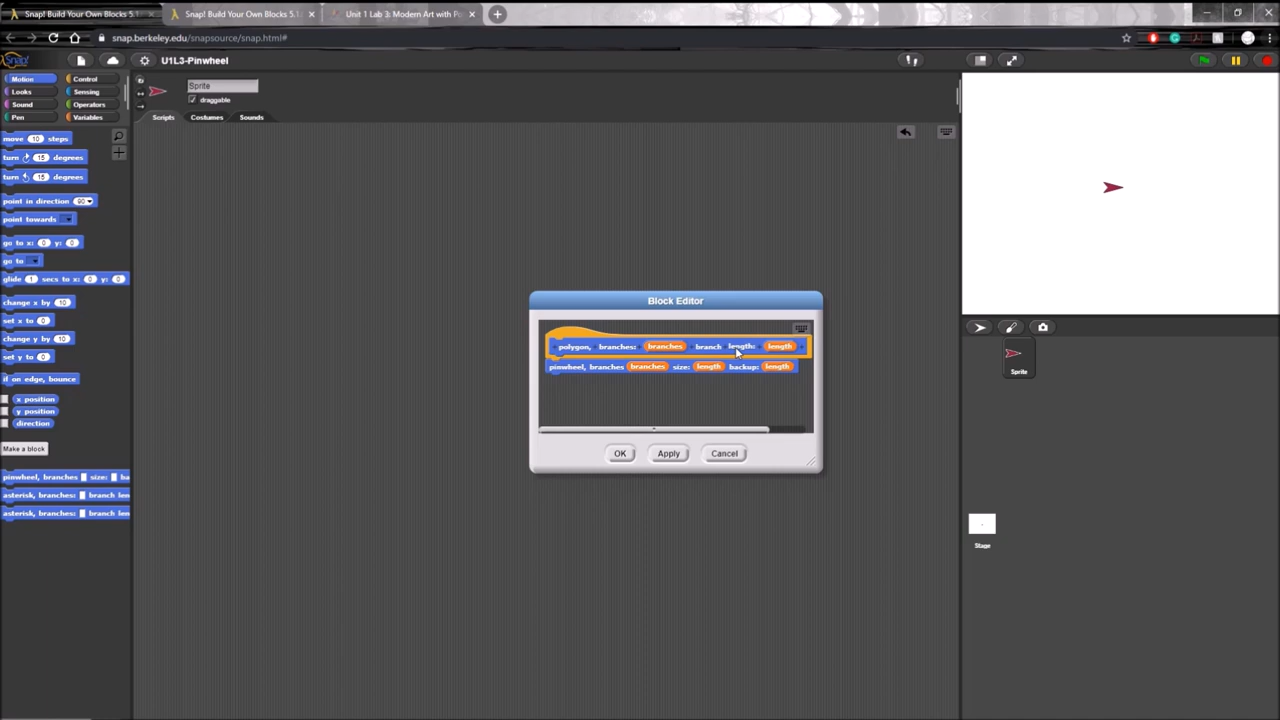 Snap! Build Your Own Blocks 5.1
Snap! Build Your Own Blocks 5.1
Unit 1 Lab 3: Modern Art with Po
snap.berkeley.edu/snapsource/snap.html#
Snap!
U1L3-Pinwheel
Motion
Control
Looks
Sensing
Sound
Operators
Pen
Variables
Sprite
draggable
Scripts
Costumes
Sounds
move 10 steps
turn 15 degrees
turn 15 degrees
point in direction 90
point towards
go to x: 0 y: 0
go to
glide 1 secs to x: 0 y: 0
change x by 10
set x to 0
change y by 10
set y to 0
if on edge, bounce
x position
y position
direction
Make a block
pinwheel, branches size: ba
asterisk, branches: branch len
asterisk, branches: branch len
Block Editor
polygon, branches: branches branch length: length
pinwheel, branches branches size: length backup: length
OK
Apply
Cancel
Sprite
Stage